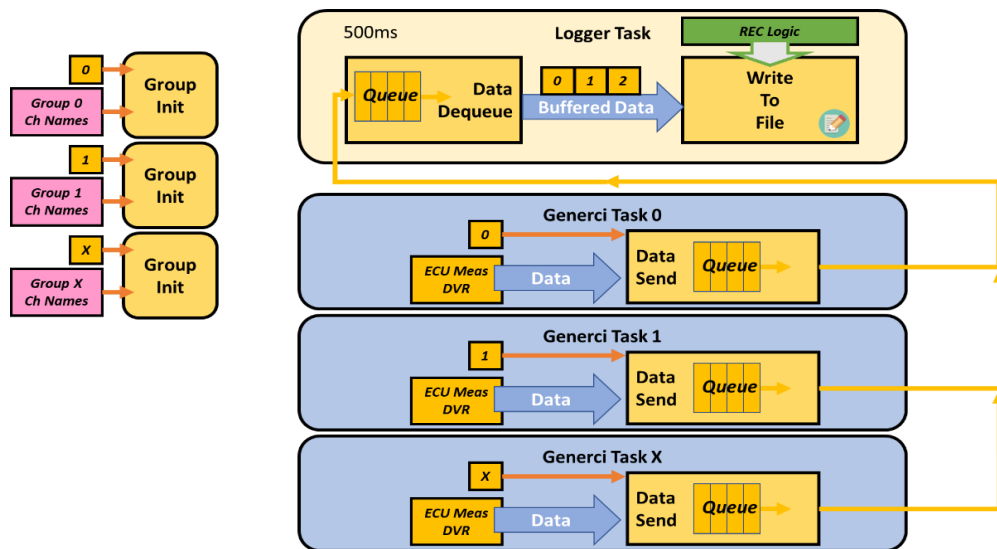 0
Group 0
Ch Names
Group
Init
1
Group 1
Ch Names
Group
Init
X
Group X
Ch Names
Group
Init
500ms
Logger Task
REC Logic
Queue
Data
Dequeue
0 1 2
Buffered Data
Write
To
File
Generci Task 0
0
ECU Meas
DVR
Data
Data
Send
Queue
Generci Task 1
1
ECU Meas
DVR
Data
Data
Send
Queue
Generci Task X
X
ECU Meas
DVR
Data
Data
Send
Queue